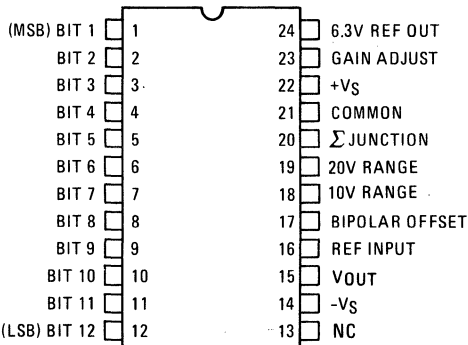 (MSB) BIT 1 1 24 6.3V REF OUT
BIT 2 2 23 GAIN ADJUST
BIT 3 3 22 +VS
BIT 4 4 21 COMMON
BIT 5 5 20 ΣJUNCTION
BIT 6 6 19 20V RANGE
BIT 7 7 18 10V RANGE
BIT 8 8 17 BIPOLAR OFFSET
BIT 9 9 16 REF INPUT
BIT 10 10 15 VOUT
BIT 11 11 14 -VS
(LSB) BIT 12 12 13 NC